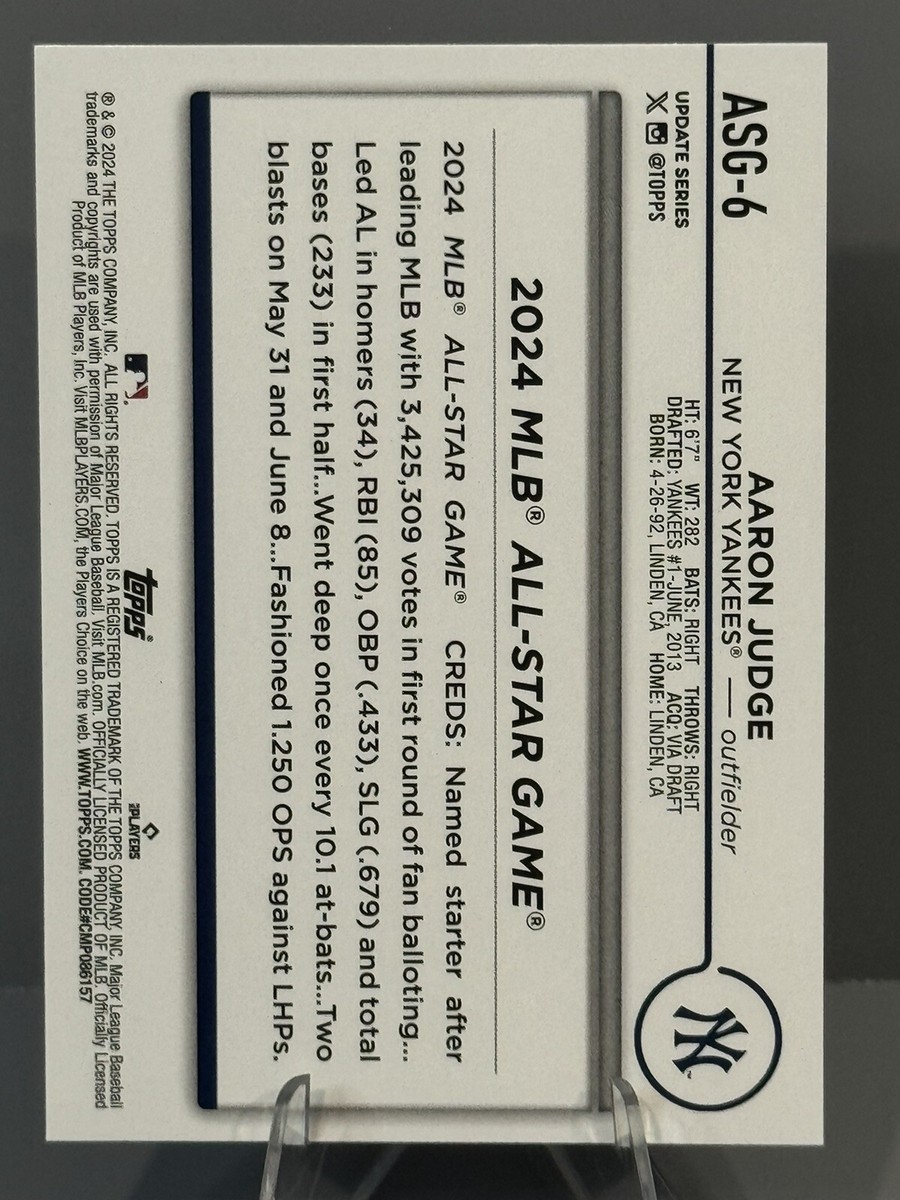 ASG-6
AARON JUDGE
NEW YORK YANKEES® — outfielder
UPDATE SERIES
X @TOPPS
HT: 6'7" WT: 282 BATS: RIGHT THROWS: RIGHT
DRAFTED: YANKEES #1-JUNE, 2013 ACQ: VIA DRAFT
BORN: 4-26-92, LINDEN, CA HOME: LINDEN, CA
NY
2024 MLB® ALL-STAR GAME®
2024 MLB® ALL-STAR GAME® CREDS: Named starter after
leading MLB with 3,425,309 votes in first round of fan balloting...
Led AL in homers (34), RBI (85), OBP (.433), SLG (.679) and total
bases (233) in first half...Went deep once every 10.1 at-bats...Two
blasts on May 31 and June 8...Fashioned 1.250 OPS against LHPs.
topps®
PLAYERS
® & © 2024 THE TOPPS COMPANY, INC. ALL RIGHTS RESERVED. TOPPS IS A REGISTERED TRADEMARK OF THE TOPPS COMPANY, INC. Major League Baseball
trademarks and copyrights are used with permission of Major League Baseball. Visit MLB.com. OFFICIALLY LICENSED PRODUCT OF MLB. Officially Licensed
Product of MLB Players, Inc. Visit MLBPLAYERS.COM, the Players Choice on the web. WWW.TOPPS.COM. CODE#CMP086157